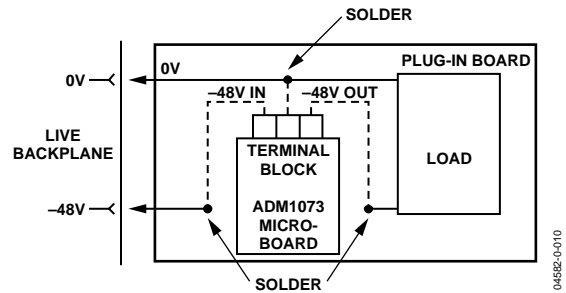 SOLDER
PLUG-IN BOARD
0V
0V
–48V IN
–48V OUT
LIVE
BACKPLANE
TERMINAL
BLOCK
LOAD
–48V
ADM1073
MICRO-
BOARD
SOLDER
04582-0-010